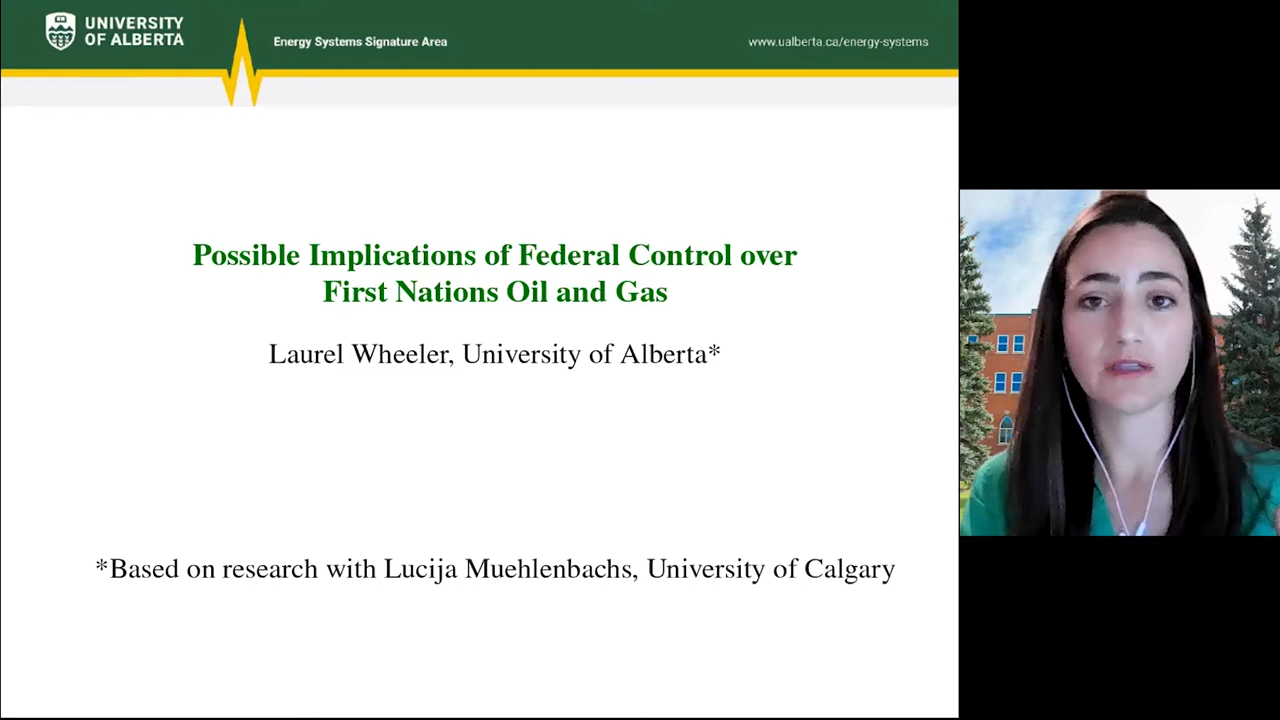 UNIVERSITY
OF ALBERTA
Energy Systems Signature Area
www.ualberta.ca/energy-systems
Possible Implications of Federal Control over
First Nations Oil and Gas
Laurel Wheeler, University of Alberta*
*Based on research with Lucija Muehlenbachs, University of Calgary